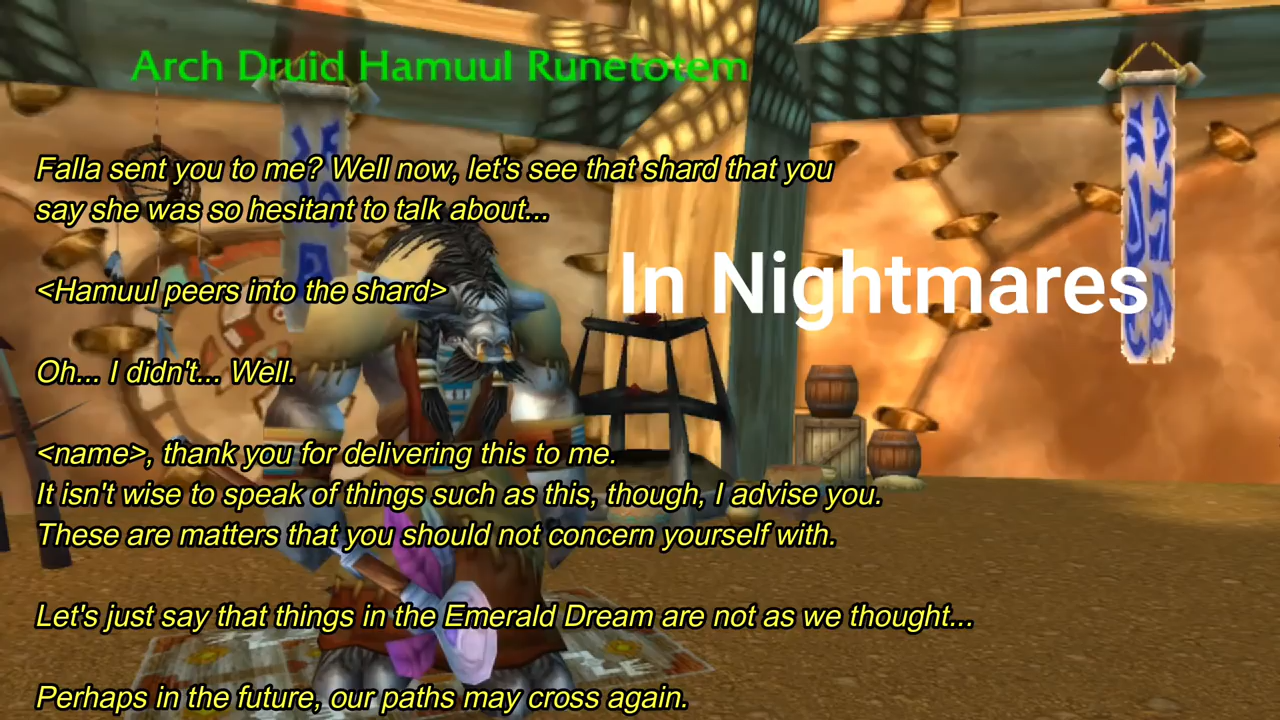 Arch Druid Hamuul Runetotem
Falla sent you to me? Well now, let's see that shard that you
say she was so hesitant to talk about...
In Nightmares
<Hamuul peers into the shard>
Oh... I didn't... Well.
<name>, thank you for delivering this to me.
It isn't wise to speak of things such as this, though, I advise you.
These are matters that you should not concern yourself with.
Let's just say that things in the Emerald Dream are not as we thought...
Perhaps in the future, our paths may cross again.